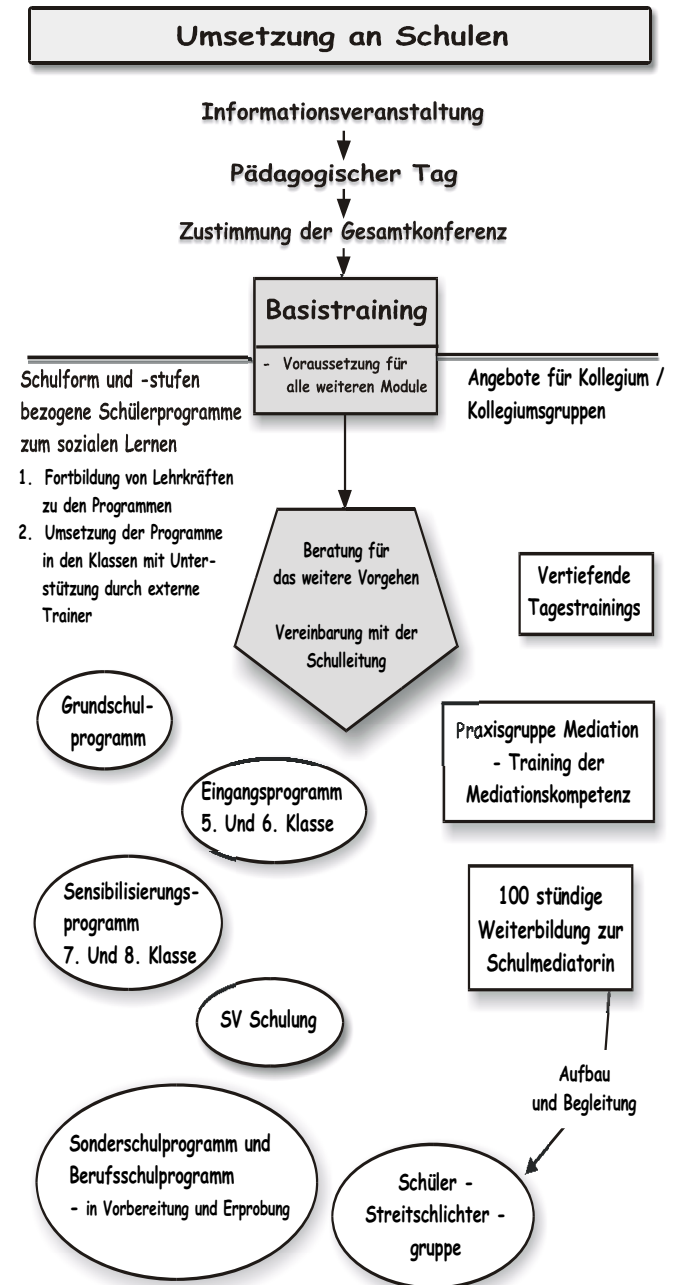 Umsetzung an Schulen
Informationsveranstaltung
Pädagogischer Tag
Zustimmung der Gesamtkonferenz
Basistraining
- Voraussetzung für
alle weiteren Module
Schulform und -stufen
bezogene Schülerprogramme
zum sozialen Lernen
1. Fortbildung von Lehrkräften
zu den Programmen
2. Umsetzung der Programme
in den Klassen mit Unter-
stützung durch externe
Trainer
Angebote für Kollegium /
Kollegiumsgruppen
Beratung für
das weitere Vorgehen
Vereinbarung mit der
Schulleitung
Vertiefende
Tagestrainings
Grundschul-
programm
Praxisgruppe Mediation
- Training der
Mediationskompetenz
Eingangsprogramm
5. Und 6. Klasse
Sensibilisierungs-
programm
7. Und 8. Klasse
100 stündige
Weiterbildung zur
Schulmediatorin
SV Schulung
Aufbau
und Begleitung
Sonderschulprogramm und
Berufsschulprogramm
- in Vorbereitung und Erprobung
Schüler -
Streitschlichter -
gruppe